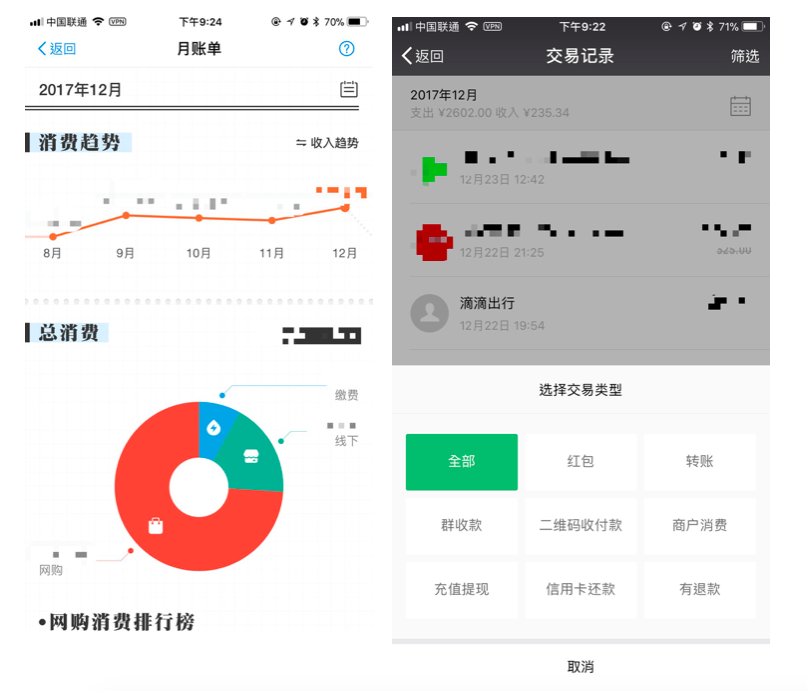 中国联通 VPN 下午9:24 70%
返回 月账单
2017年12月
消费趋势 收入趋势
8月 9月 10月 11月 12月
总消费
缴费
线下
网购
•网购消费排行榜
中国联通 VPN 下午9:22 71%
返回 交易记录 筛选
2017年12月
支出 ¥2602.00 收入 ¥235.34
12月23日 12:42
12月22日 21:25
滴滴出行
12月22日 19:54
选择交易类型
全部 红包 转账
群收款 二维码收付款 商户消费
充值提现 信用卡还款 有退款
取消